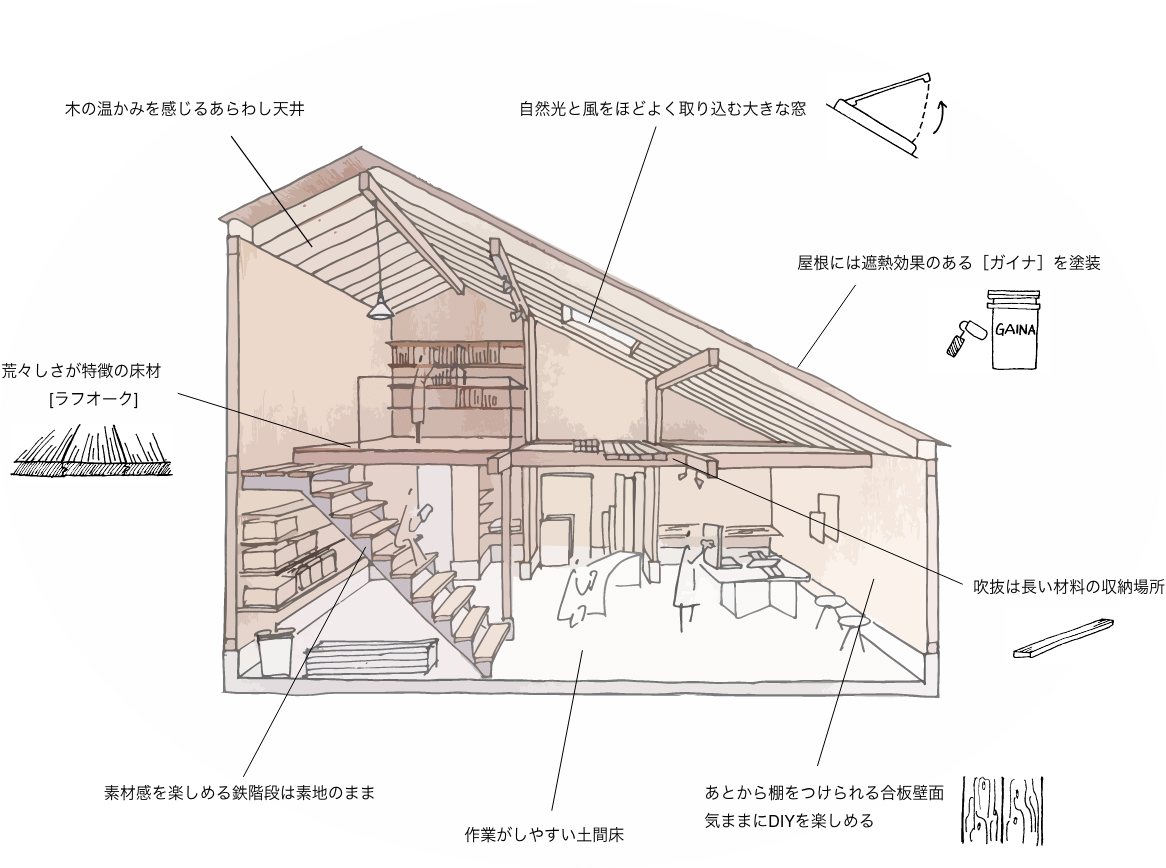 木の温かみを感じるあらわし天井
自然光と風をほどよく取り込む大きな窓
屋根には遮熱効果のある［ガイナ］を塗装
GAINA
荒々しさが特徴の床材
[ラフオーク]
吹抜は長い材料の収納場所
素材感を楽しめる鉄階段は素地のまま
作業がしやすい土間床
あとから棚をつけられる合板壁面
気ままにDIYを楽しめる